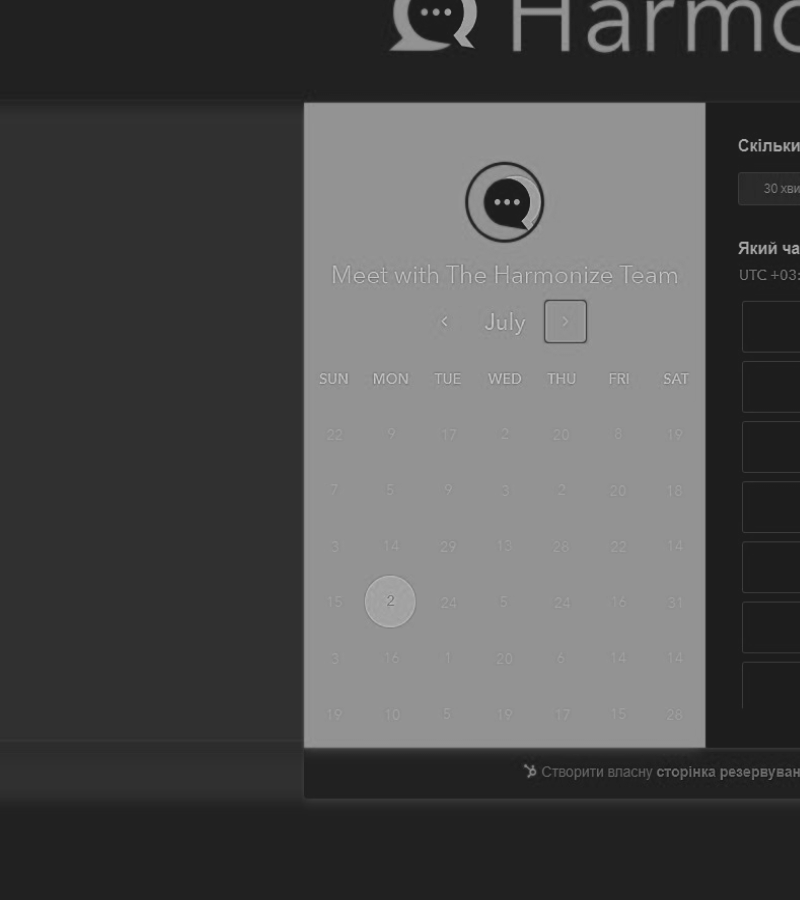 Harmo
Meet with The Harmonize Team
July
SUN MON TUE WED THU FRI SAT
22 9 17 2 20 8 19
7 5 9 3 2 20 18
3 14 29 13 28 22 14
15 2 24 5 24 16 31
3 16 1 20 6 14 14
19 10 5 19 17 15 28
Скільки
30 хви
Який ча
UTC +03:
Створити власну сторінка резервуван